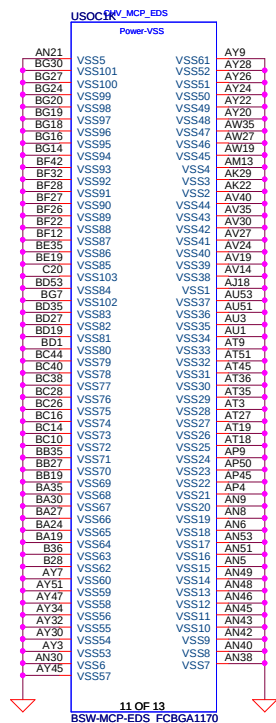 USOC1K
CHV_MCP_EDS
Power-VSS
AN21 VSS5 VSS61 AY9
BG30 VSS101 VSS52 AY28
BG27 VSS100 VSS51 AY26
BG24 VSS99 VSS50 AY24
BG20 VSS98 VSS49 AY22
BG19 VSS97 VSS48 AY20
BG18 VSS96 VSS47 AW35
BG16 VSS95 VSS46 AW27
BG14 VSS94 VSS45 AW19
BF42 VSS93 VSS4 AM13
BF32 VSS92 VSS3 AK29
BF28 VSS91 VSS2 AK22
BF27 VSS90 VSS44 AV40
BF26 VSS89 VSS43 AV35
BF22 VSS88 VSS42 AV30
BF12 VSS87 VSS41 AV27
BE35 VSS86 VSS40 AV24
BE19 VSS85 VSS39 AV19
C20 VSS103 VSS38 AV14
BD53 VSS84 VSS1 AJ18
BG7 VSS102 VSS37 AU53
BD35 VSS83 VSS36 AU51
BD27 VSS82 VSS35 AU3
BD19 VSS81 VSS34 AU1
BD1 VSS80 VSS33 AT9
BC44 VSS79 VSS32 AT51
BC40 VSS78 VSS31 AT45
BC38 VSS77 VSS30 AT36
BC28 VSS76 VSS29 AT35
BC26 VSS75 VSS28 AT3
BC16 VSS74 VSS27 AT27
BC14 VSS73 VSS26 AT19
BC10 VSS72 VSS25 AT18
BB35 VSS71 VSS24 AP9
BB27 VSS70 VSS23 AP50
BB19 VSS69 VSS22 AP45
BA35 VSS68 VSS21 AP4
BA30 VSS67 VSS20 AN9
BA27 VSS66 VSS19 AN8
BA24 VSS65 VSS18 AN6
BA19 VSS64 VSS17 AN53
B36 VSS63 VSS16 AN51
B28 VSS62 VSS15 AN5
AY7 VSS60 VSS14 AN49
AY51 VSS59 VSS13 AN48
AY47 VSS58 VSS12 AN46
AY34 VSS56 VSS11 AN45
AY32 VSS55 VSS10 AN43
AY30 VSS54 VSS9 AN42
AY3 VSS53 VSS8 AN40
AN30 VSS6 VSS7 AN38
AY45 VSS57
11 OF 13
BSW-MCP-EDS_FCBGA1170